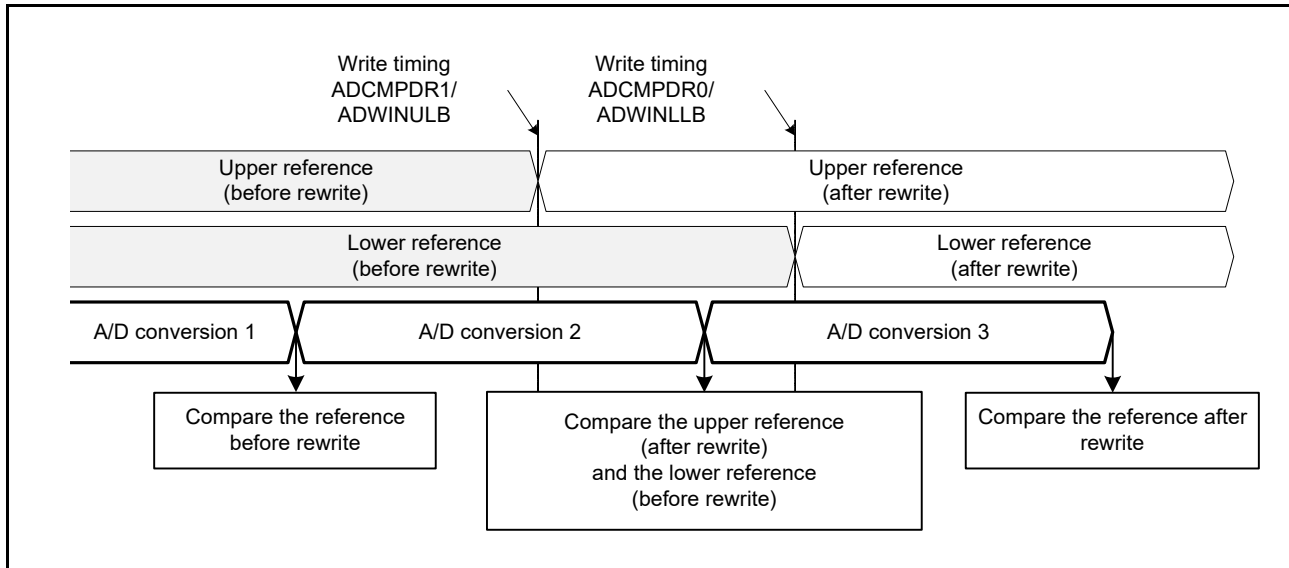 Write timing
ADCMPDR1/
ADWINULB
Write timing
ADCMPDR0/
ADWINLLB
Upper reference
(before rewrite)
Upper reference
(after rewrite)
Lower reference
(before rewrite)
Lower reference
(after rewrite)
A/D conversion 1
A/D conversion 2
A/D conversion 3
Compare the reference
before rewrite
Compare the upper reference
(after rewrite)
and the lower reference
(before rewrite)
Compare the reference after
rewrite